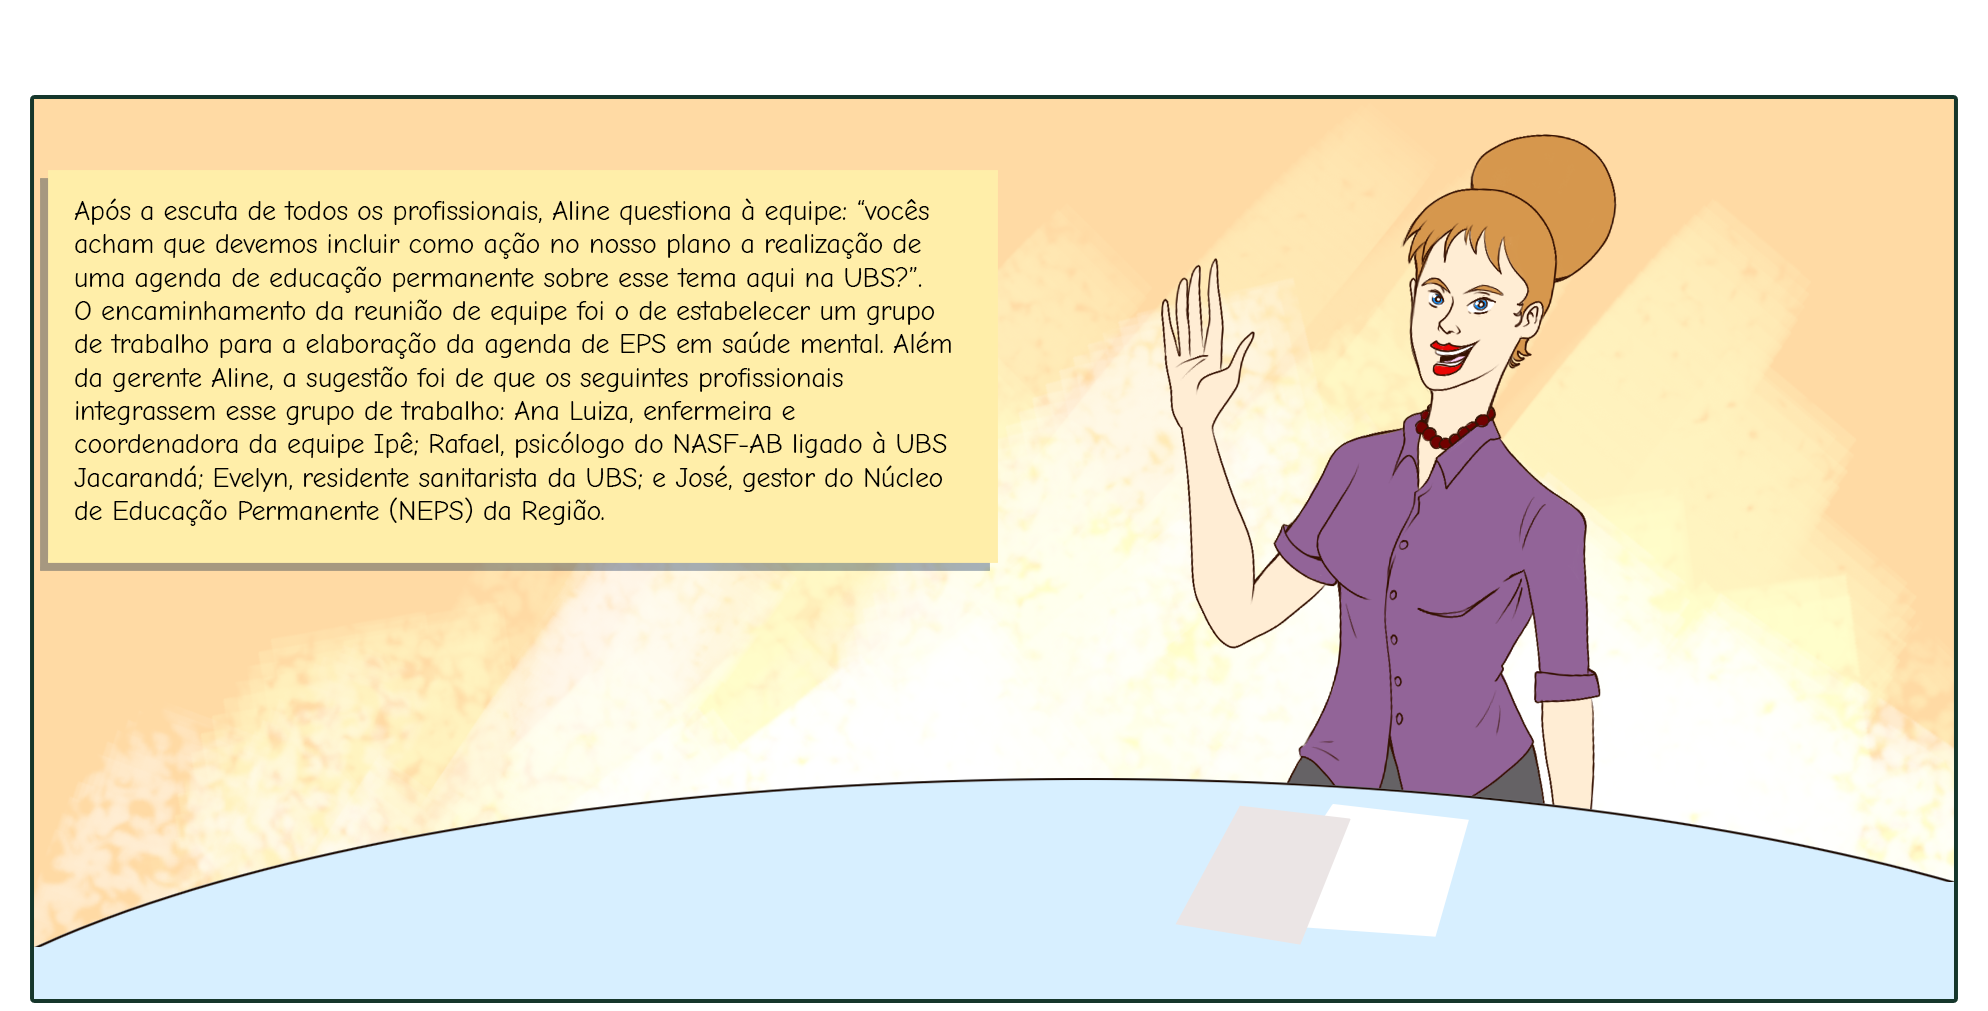 Após a escuta de todos os profissionais, Aline questiona à equipe: “vocês
acham que devemos incluir como ação no nosso plano a realização de
uma agenda de educação permanente sobre esse tema aqui na UBS?”.
O encaminhamento da reunião de equipe foi o de estabelecer um grupo
de trabalho para a elaboração da agenda de EPS em saúde mental. Além
da gerente Aline, a sugestão foi de que os seguintes profissionais
integrassem esse grupo de trabalho: Ana Luiza, enfermeira e
coordenadora da equipe Ipê; Rafael, psicólogo do NASF-AB ligado à UBS
Jacarandá; Evelyn, residente sanitarista da UBS; e José, gestor do Núcleo
de Educação Permanente (NEPS) da Região.